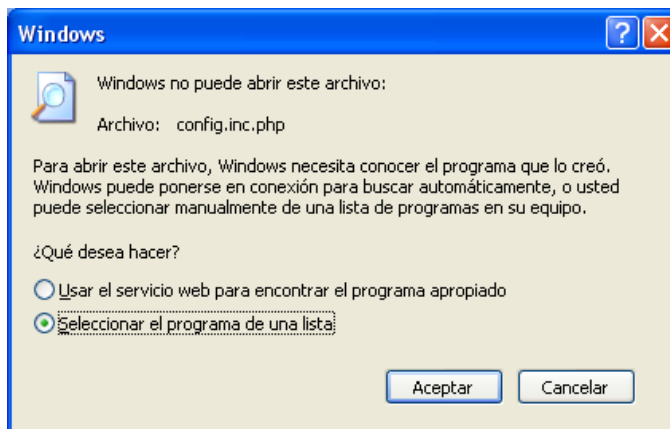 Windows
Windows no puede abrir este archivo:
Archivo: config.inc.php
Para abrir este archivo, Windows necesita conocer el programa que lo creó.
Windows puede ponerse en conexión para buscar automáticamente, o usted
puede seleccionar manualmente de una lista de programas en su equipo.
¿Qué desea hacer?
Usar el servicio web para encontrar el programa apropiado
Seleccionar el programa de una lista
Aceptar Cancelar